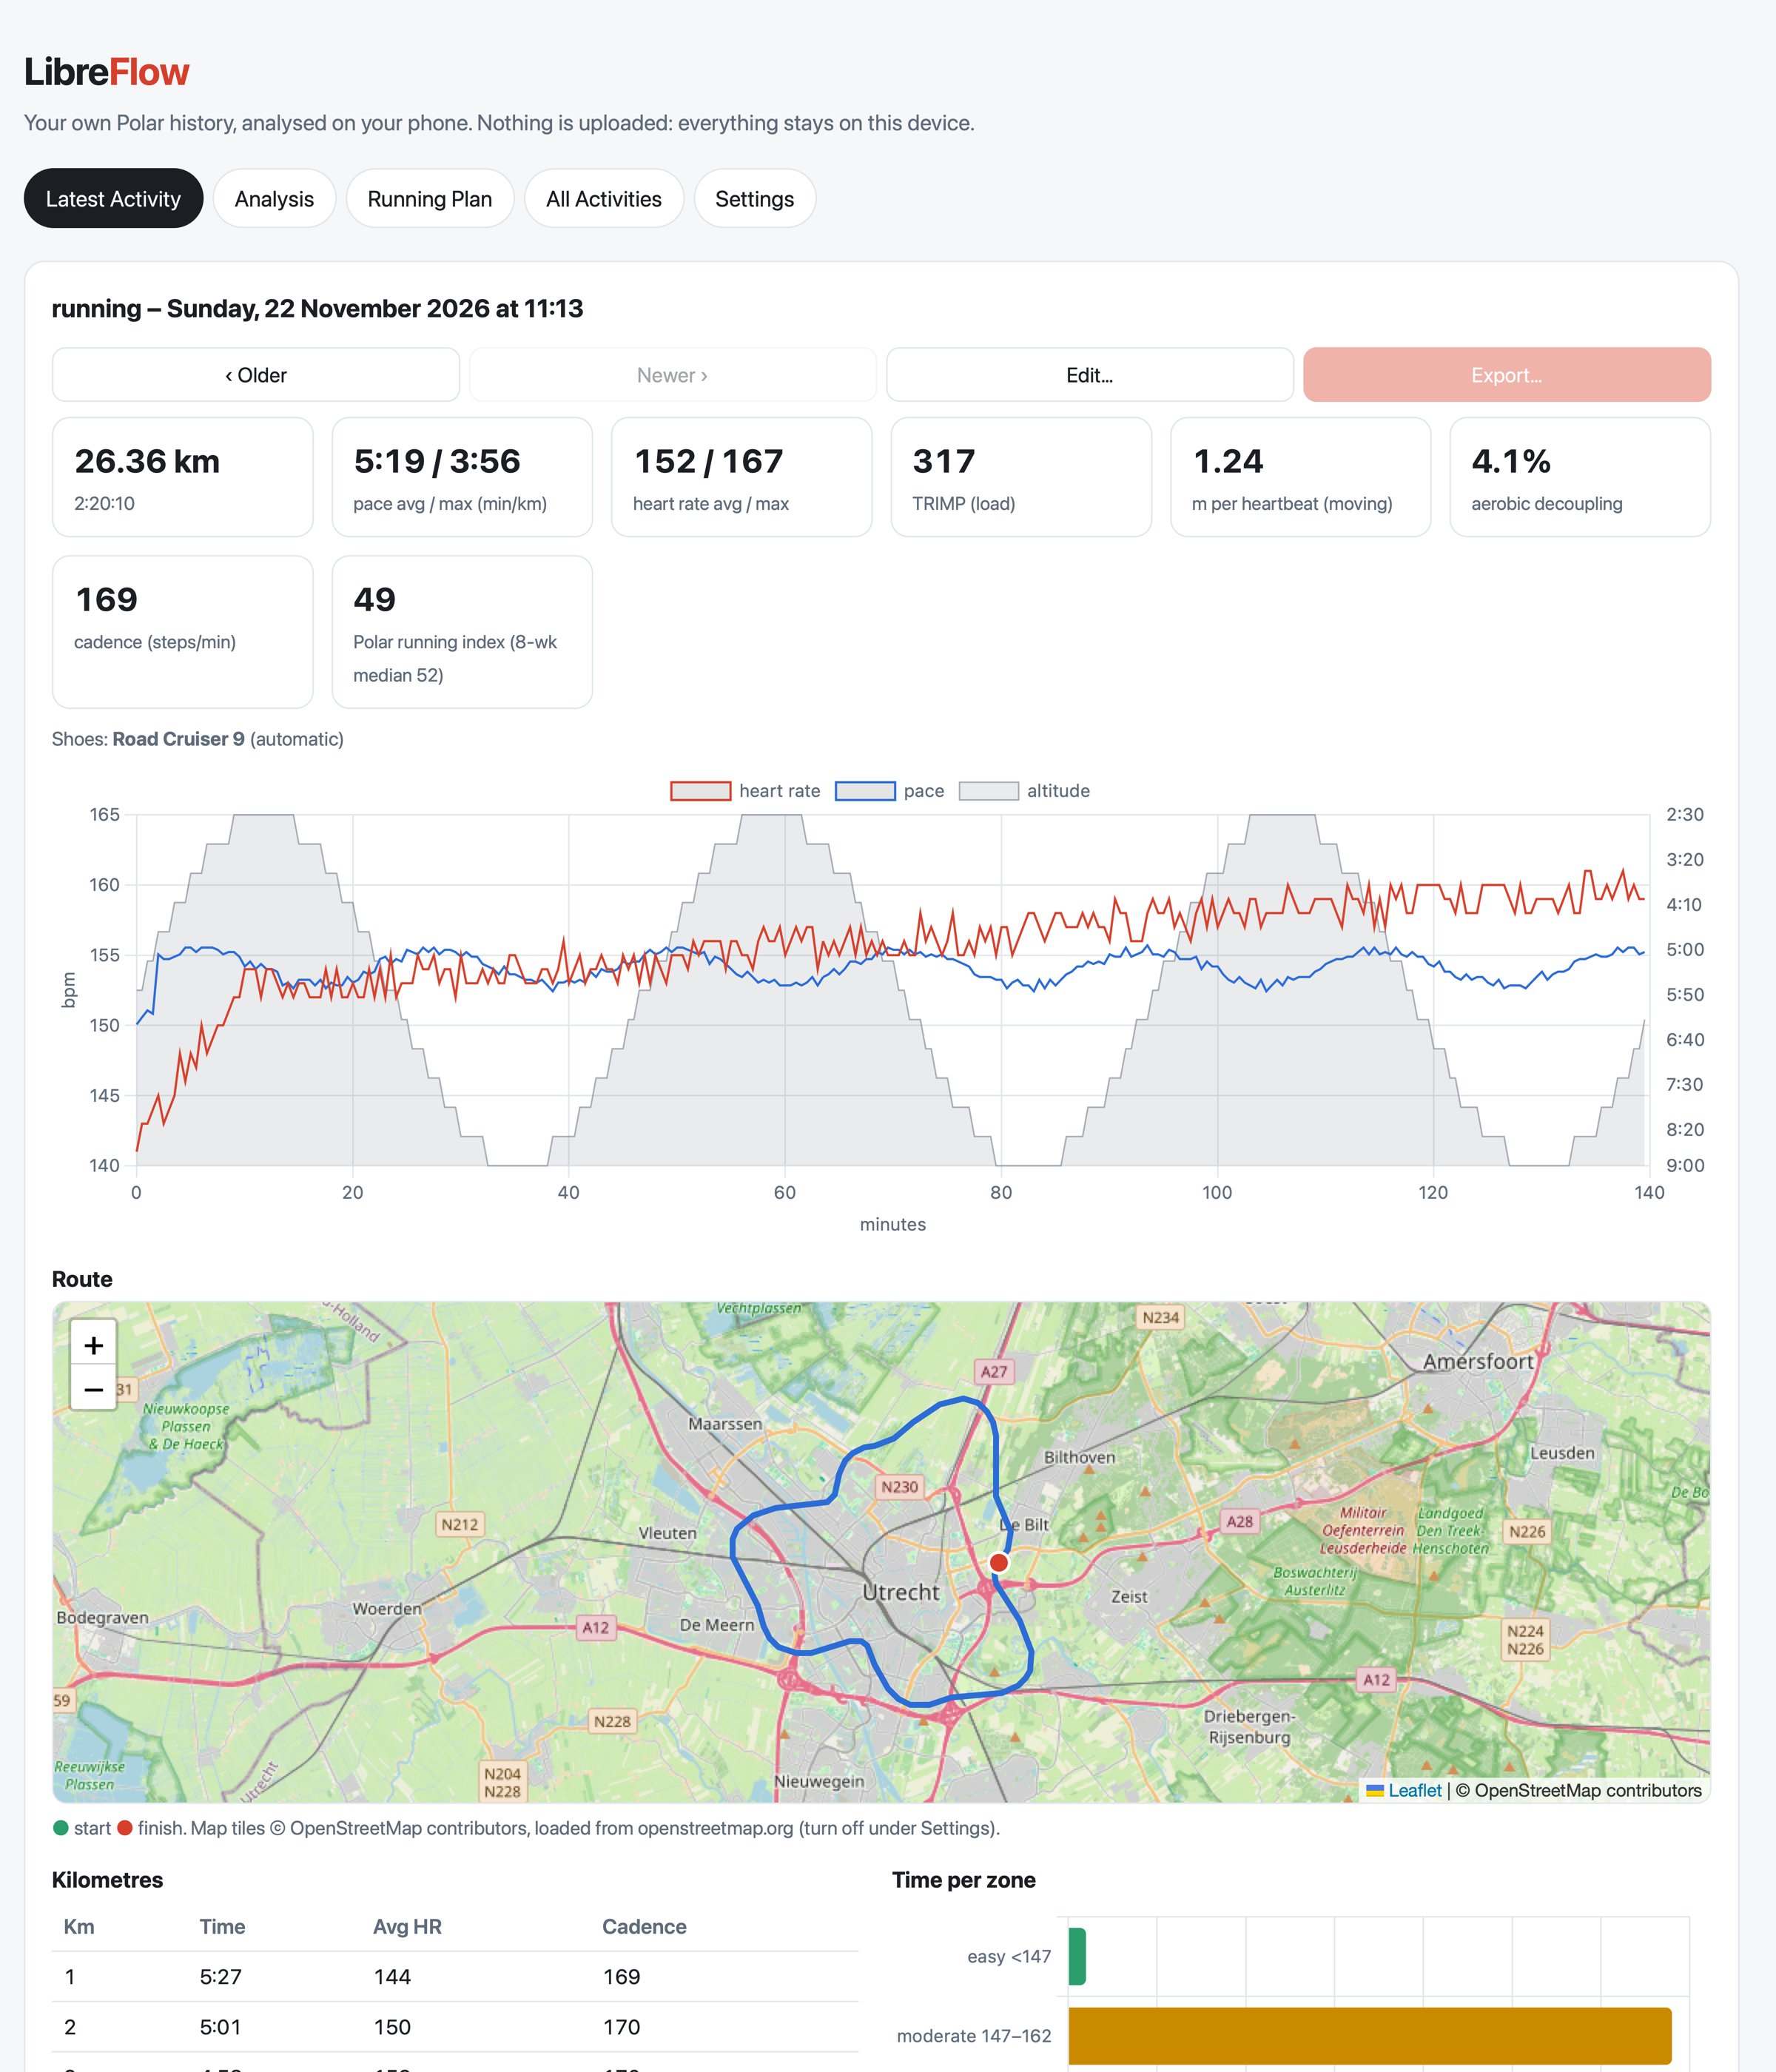 LibreFlow
Your own Polar history, analysed on your phone. Nothing is uploaded: everything stays on this device.
Latest Activity
Analysis
Running Plan
All Activities
Settings
running – Sunday, 22 November 2026 at 11:13
‹ Older
Newer ›
Edit...
Export...
26.36 km
2:20:10
5:19 / 3:56
pace avg / max (min/km)
152 / 167
heart rate avg / max
317
TRIMP (load)
1.24
m per heartbeat (moving)
4.1%
aerobic decoupling
169
cadence (steps/min)
49
Polar running index (8-wk
median 52)
Shoes: Road Cruiser 9 (automatic)
heart rate
pace
altitude
165
160
155
150
145
140
bpm
2:30
3:20
4:10
5:00
5:50
6:40
7:30
8:20
9:00
0
20
40
60
80
100
120
140
minutes
Route
+
−
31
-Holland
Vechtplassen
N234
Amersfoort
A27
Nieuwkoopse
Plassen
& De Haeck
Maarssen
Bilthoven
Leusden
N230
De Bo
N212
Vleuten
De Bilt
A28
Militair
Oefenterrein
Leusderheide
Landgoed
Den Treek-
Henschoten
N226
Boswachterij
Austerlitz
Utrecht
Zeist
Woerden
Bodegraven
De Meern
A12
N224
N226
A12
59
N228
Driebergen-
Rijsenburg
Reeuwijkse
Plassen
Utrecht
N204
N228
Nieuwegein
Leaflet | © OpenStreetMap contributors
start finish. Map tiles © OpenStreetMap contributors, loaded from openstreetmap.org (turn off under Settings).
Kilometres
Km Time Avg HR Cadence
1 5:27 144 169
2 5:01 150 170
Time per zone
easy <147
moderate 147–162